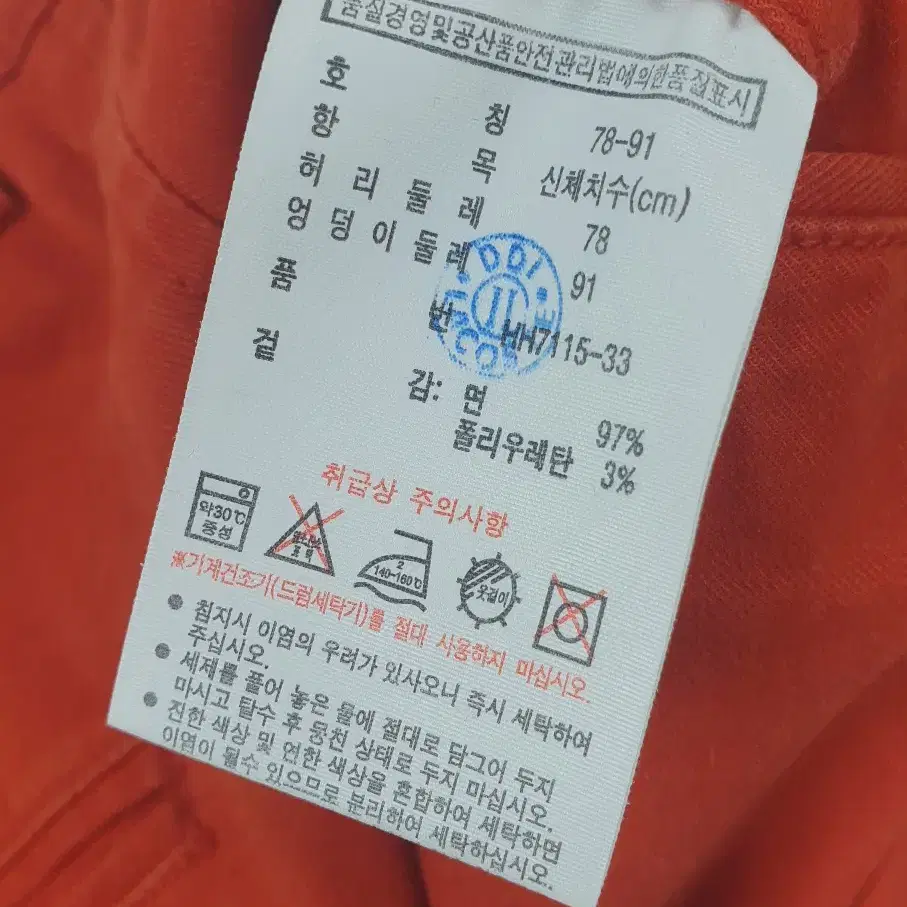 품질경영및공산품안전관리법에의한품질표시
호 칭 78-91
항 목 신체치수(cm)
허 리 둘 레 78
엉 덩 이 둘 레 91
품 번 HH7115-33
겉 감: 면 97%
폴리우레탄 3%
취급상 주의사항
약30℃
중성
2
140~160℃
옷걸이
※기계건조기(드럼세탁기)를 절대 사용하지 마십시오.
● 침지시 이염의 우려가 있사오니 즉시 세탁하여
주십시오.
● 세제를 풀어 놓은 물에 절대로 담그어 두지
마시고 탈수 후 뭉친 상태로 두지 마십시오.
● 진한 색상 및 연한 색상을 혼합하여 세탁하면
이염이 될수 있으므로 분리하여 세탁하십시오.